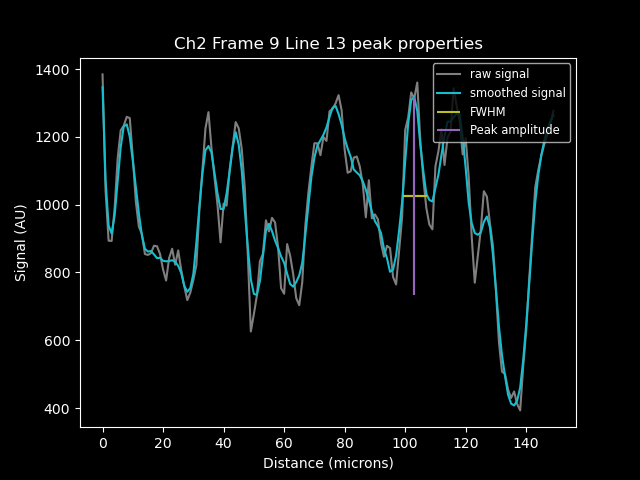 Ch2 Frame 9 Line 13 peak properties
raw signal
smoothed signal
FWHM
Peak amplitude
Signal (AU)
1400
1200
1000
800
600
400
0 20 40 60 80 100 120 140
Distance (microns)